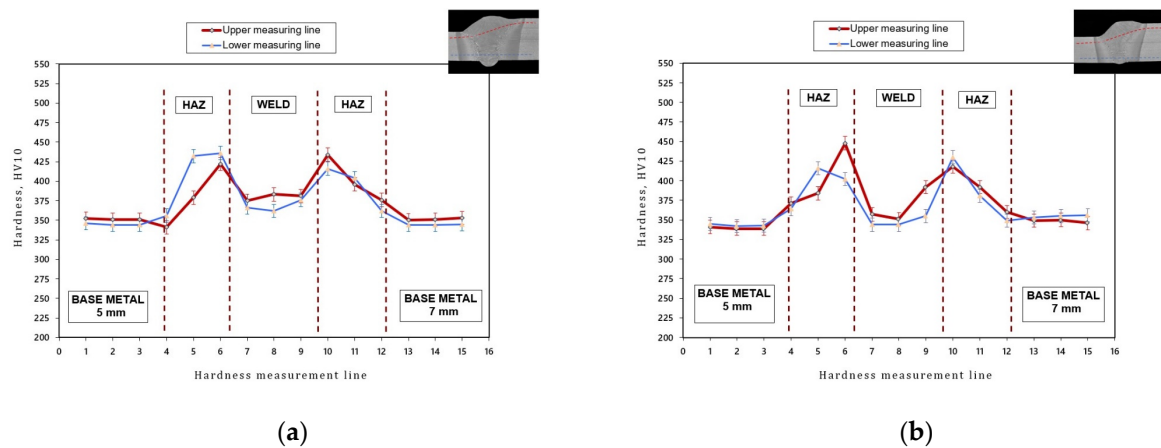 Upper measuring line
Lower measuring line
550
525
500
475
450
425
400
375
350
325
300
275
250
225
200
Hardness, HV10
HAZ
WELD
HAZ
BASE METAL
5 mm
BASE METAL
7 mm
0 1 2 3 4 5 6 7 8 9 10 11 12 13 14 15 16
Hardness measurement line
(a)
Upper measuring line
Lower measuring line
550
525
500
475
450
425
400
375
350
325
300
275
250
225
200
Hardness, HV10
HAZ
WELD
HAZ
BASE METAL
5 mm
BASE METAL
7 mm
0 1 2 3 4 5 6 7 8 9 10 11 12 13 14 15 16
Hardness measurement line
(b)